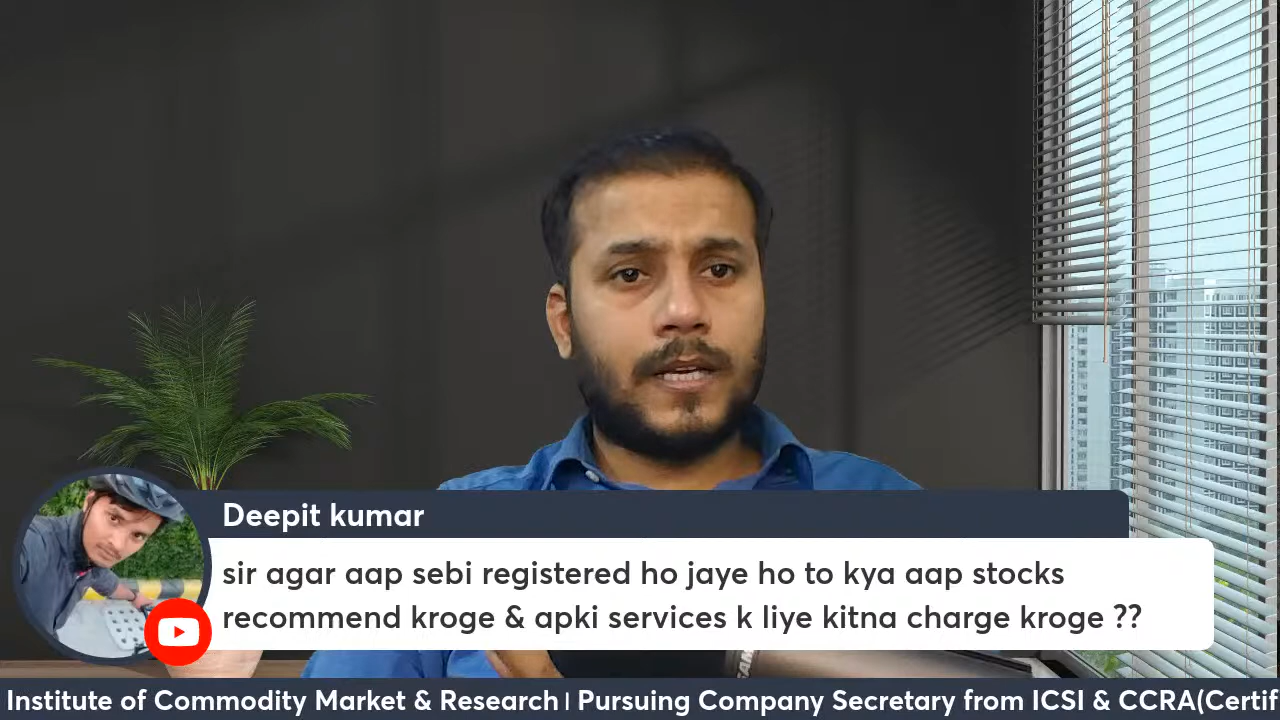 Deepit kumar
sir agar aap sebi registered ho jaye ho to kya aap stocks
recommend kroge & apki services k liye kitna charge kroge ??
Institute of Commodity Market & Research | Pursuing Company Secretary from ICSI & CCRA(Certif